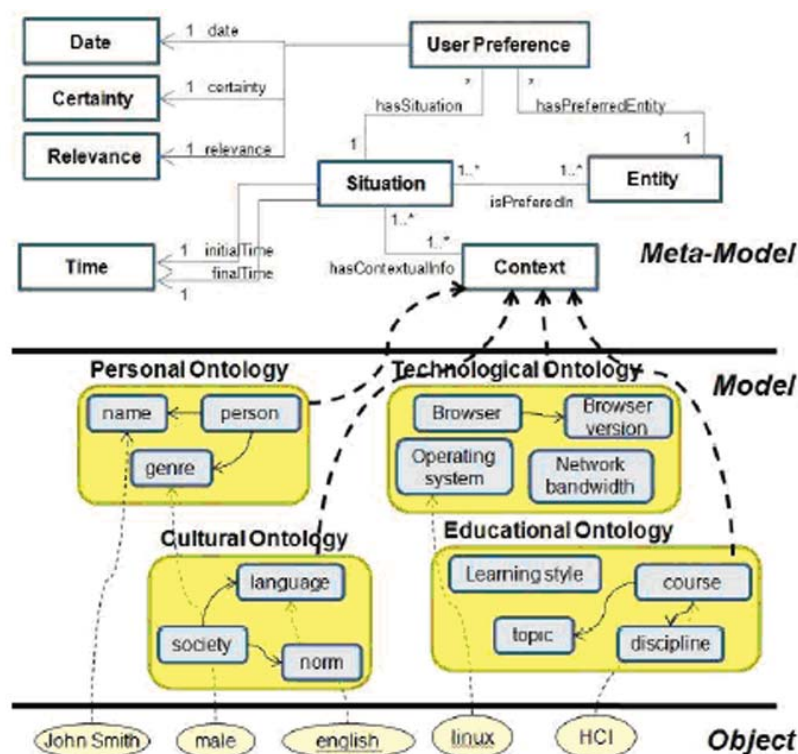 Date
1 date
User Preference
Certainty
1 certainty
* *
hasSituation
hasPreferredEntity
Relevance
1 relevance
1
1
Situation
1..*
1..*
Entity
isPreferedIn
1..*
Time
1 initialTime
finalTime
1
1..*
hasContextualInfo
Context
Meta-Model
Personal Ontology
Technological Ontology
Model
name
person
genre
Browser
Browser
version
Operating
system
Network
bandwidth
Cultural Ontology
language
society
norm
Educational Ontology
Learning style
course
topic
discipline
John Smith
male
english
linux
HCI
Object